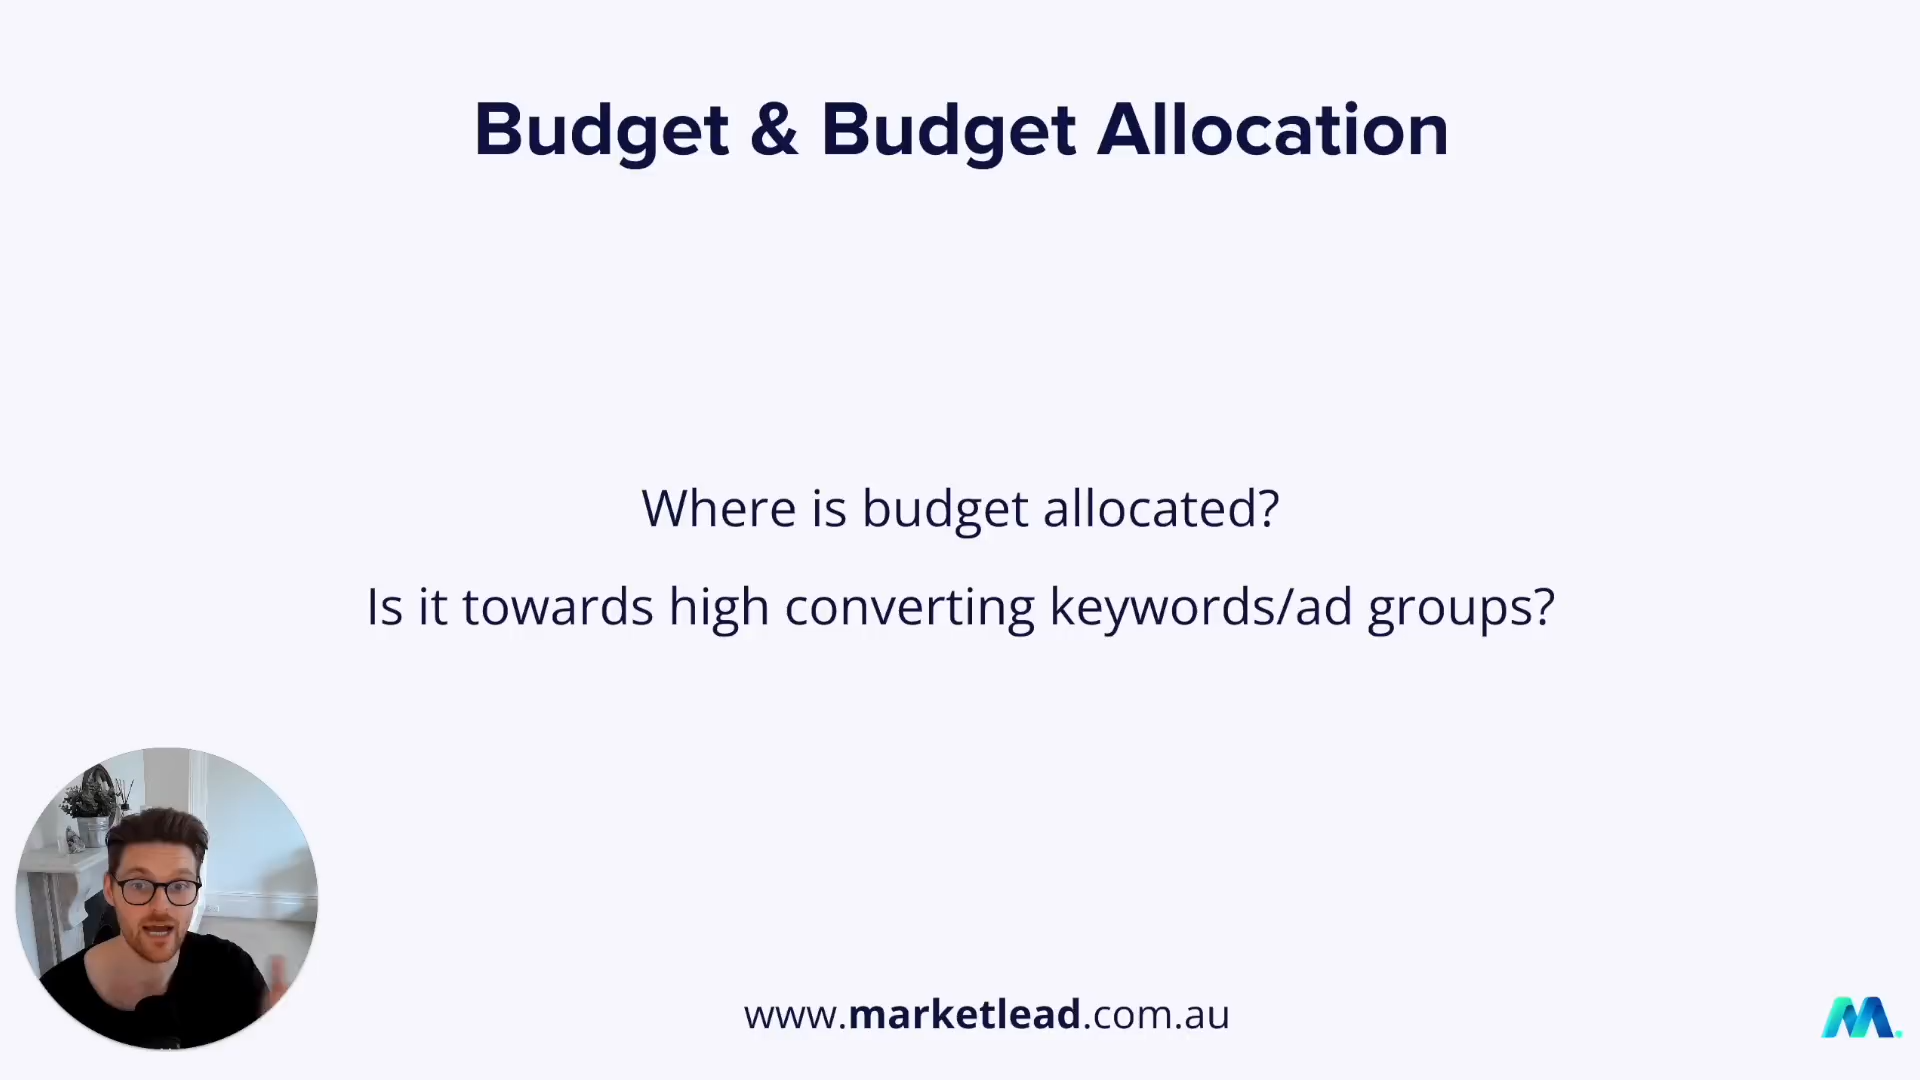 Budget & Budget Allocation
Where is budget allocated?
Is it towards high converting keywords/ad groups?
www.marketlead.com.au
M.